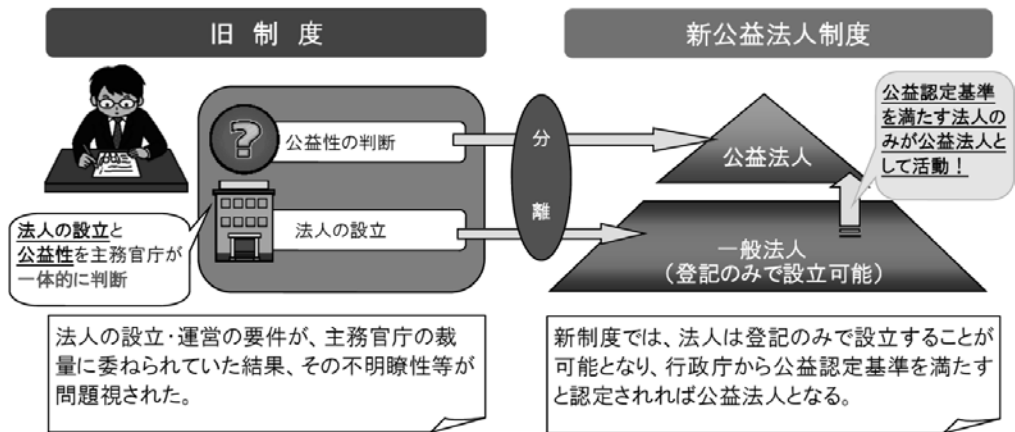 旧 制 度
新公益法人制度
?
公益性の判断
法人の設立
法人の設立と
公益性を主務官庁が
一体的に判断
分
離
公益法人
公益認定基準
を満たす法人の
みが公益法人と
して活動!
一般法人
(登記のみで設立可能)
法人の設立・運営の要件が、主務官庁の裁
量に委ねられていた結果、その不明瞭性等が
問題視された。
新制度では、法人は登記のみで設立することが
可能となり、行政庁から公益認定基準を満たす
と認定されれば公益法人となる。